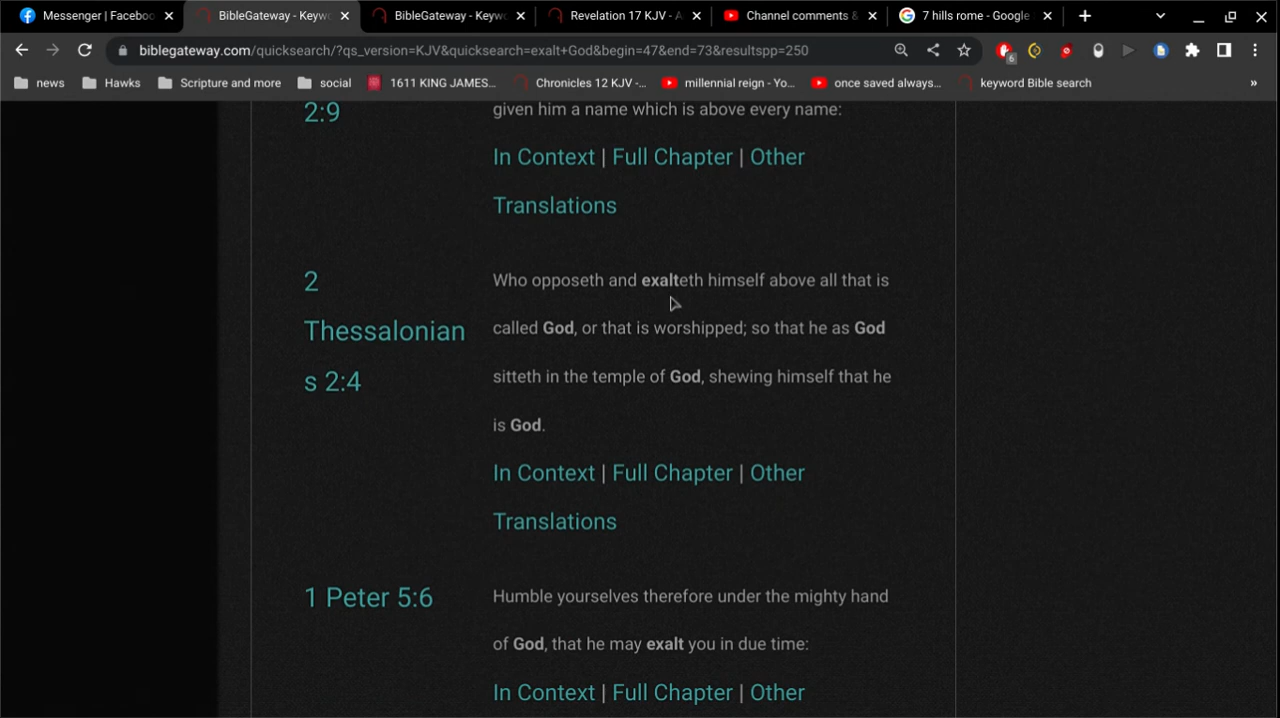 Messenger | Faceboo
BibleGateway - Keywo
BibleGateway - Keywo
Revelation 17 KJV - A
Channel comments &
7 hills rome - Google
biblegateway.com/quicksearch/?qs_version=KJV&quicksearch=exalt+God&begin=47&end=73&resultspp=250
6
news
Hawks
Scripture and more
social
1611 KING JAMES...
Chronicles 12 KJV -...
millennial reign - Yo...
once saved always...
keyword Bible search
»
2:9
given him a name which is above every name:
In Context | Full Chapter | Other
Translations
2
Thessalonian
s 2:4
Who opposeth and exalteth himself above all that is
called God, or that is worshipped; so that he as God
sitteth in the temple of God, shewing himself that he
is God.
In Context | Full Chapter | Other
Translations
1 Peter 5:6
Humble yourselves therefore under the mighty hand
of God, that he may exalt you in due time:
In Context | Full Chapter | Other